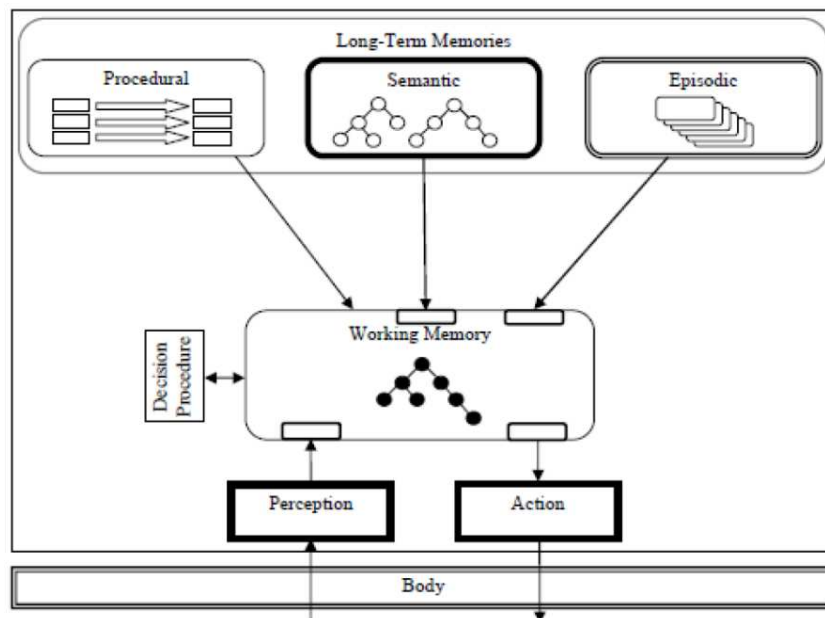 Long-Term Memories
Procedural
Semantic
Episodic
Working Memory
Decision
Procedure
Perception
Action
Body